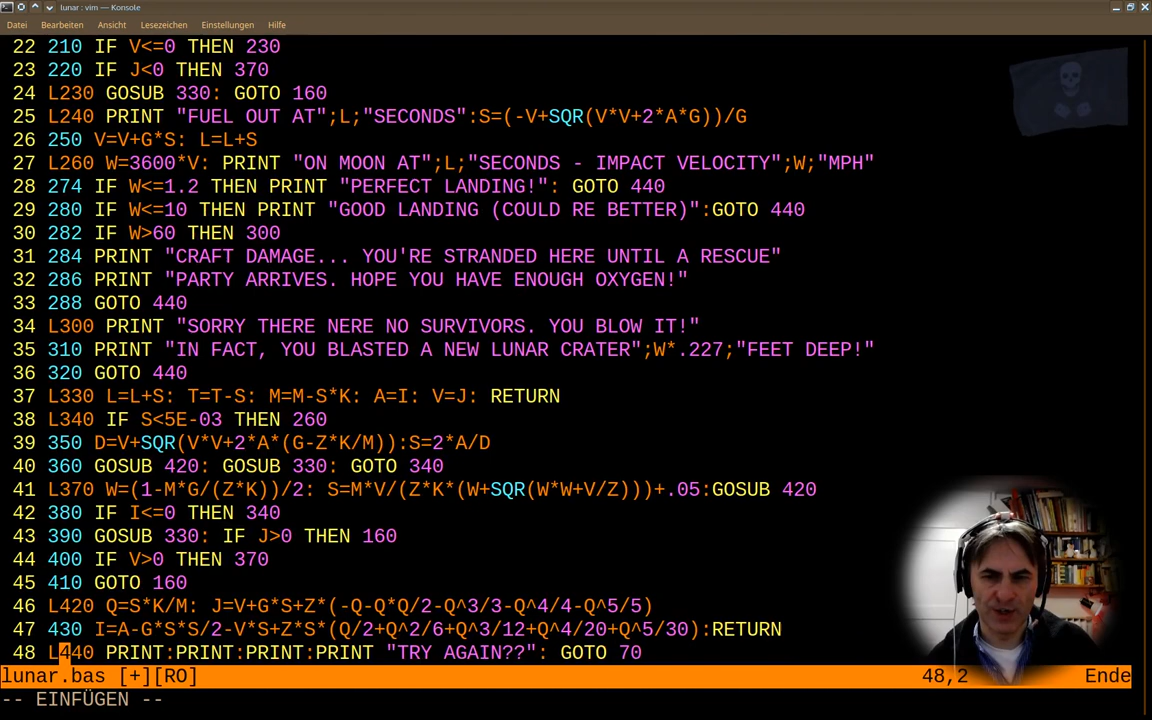 lunar : vim — Konsole
Datei Bearbeiten Ansicht Lesezeichen Einstellungen Hilfe
22 210 IF V<=0 THEN 230
23 220 IF J<0 THEN 370
24 L230 GOSUB 330: GOTO 160
25 L240 PRINT "FUEL OUT AT";L;"SECONDS":S=(-V+SQR(V*V+2*A*G))/G
26 250 V=V+G*S: L=L+S
27 L260 W=3600*V: PRINT "ON MOON AT";L;"SECONDS - IMPACT VELOCITY";W;"MPH"
28 274 IF W<=1.2 THEN PRINT "PERFECT LANDING!": GOTO 440
29 280 IF W<=10 THEN PRINT "GOOD LANDING (COULD RE BETTER)":GOTO 440
30 282 IF W>60 THEN 300
31 284 PRINT "CRAFT DAMAGE... YOU'RE STRANDED HERE UNTIL A RESCUE"
32 286 PRINT "PARTY ARRIVES. HOPE YOU HAVE ENOUGH OXYGEN!"
33 288 GOTO 440
34 L300 PRINT "SORRY THERE NERE NO SURVIVORS. YOU BLOW IT!"
35 310 PRINT "IN FACT, YOU BLASTED A NEW LUNAR CRATER";W*.227;"FEET DEEP!"
36 320 GOTO 440
37 L330 L=L+S: T=T-S: M=M-S*K: A=I: V=J: RETURN
38 L340 IF S<5E-03 THEN 260
39 350 D=V+SQR(V*V+2*A*(G-Z*K/M)):S=2*A/D
40 360 GOSUB 420: GOSUB 330: GOTO 340
41 L370 W=(1-M*G/(Z*K))/2: S=M*V/(Z*K*(W+SQR(W*W+V/Z)))+.05:GOSUB 420
42 380 IF I<=0 THEN 340
43 390 GOSUB 330: IF J>0 THEN 160
44 400 IF V>0 THEN 370
45 410 GOTO 160
46 L420 Q=S*K/M: J=V+G*S+Z*(-Q-Q*Q/2-Q^3/3-Q^4/4-Q^5/5)
47 430 I=A-G*S*S/2-V*S+Z*S*(Q/2+Q^2/6+Q^3/12+Q^4/20+Q^5/30):RETURN
48 L440 PRINT:PRINT:PRINT:PRINT "TRY AGAIN??": GOTO 70
lunar.bas [+][RO] 48,2 Ende
-- EINFÜGEN --